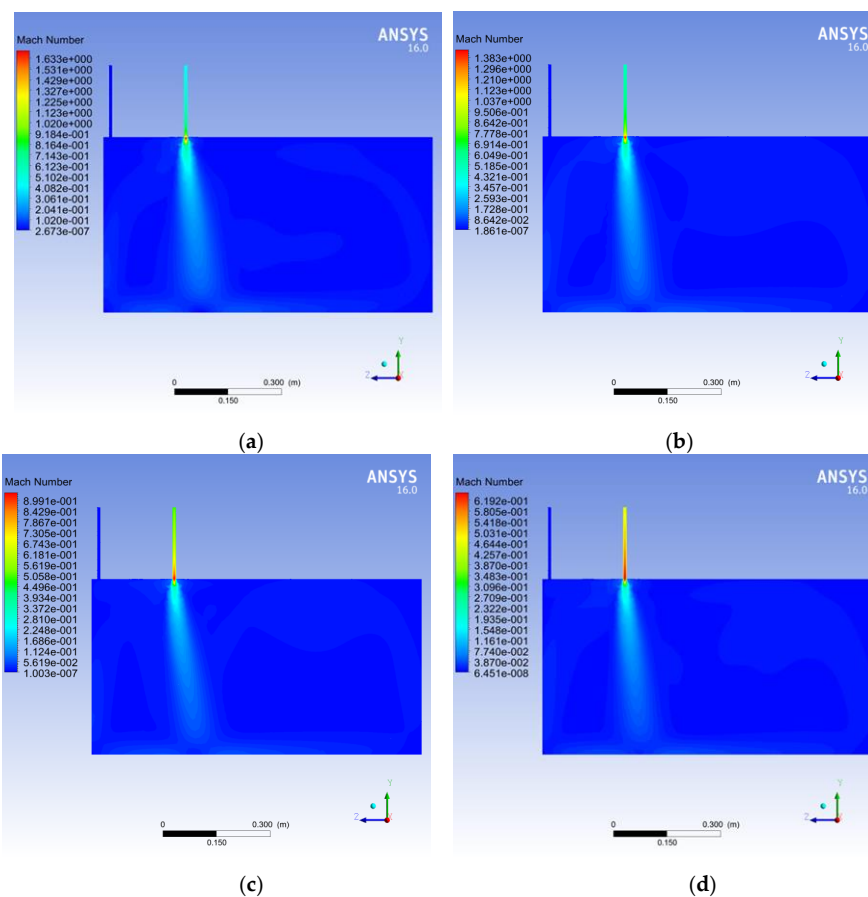 ANSYS
16.0
Mach Number
1.633e+000
1.531e+000
1.429e+000
1.327e+000
1.225e+000
1.123e+000
1.020e+000
9.184e-001
8.164e-001
7.143e-001
6.123e-001
5.102e-001
4.082e-001
3.061e-001
2.041e-001
1.020e-001
2.673e-007
Y
Z
X
0
0.300 (m)
0.150
(a)
ANSYS
16.0
Mach Number
1.383e+000
1.296e+000
1.210e+000
1.123e+000
1.037e+000
9.506e-001
8.642e-001
7.778e-001
6.914e-001
6.049e-001
5.185e-001
4.321e-001
3.457e-001
2.593e-001
1.728e-001
8.642e-002
1.861e-007
Y
Z
X
0
0.300 (m)
0.150
(b)
ANSYS
16.0
Mach Number
8.991e-001
8.429e-001
7.867e-001
7.305e-001
6.743e-001
6.181e-001
5.619e-001
5.058e-001
4.496e-001
3.934e-001
3.372e-001
2.810e-001
2.248e-001
1.686e-001
1.124e-001
5.619e-002
1.003e-007
Y
Z
X
0
0.300 (m)
0.150
(c)
ANSYS
16.0
Mach Number
6.192e-001
5.805e-001
5.418e-001
5.031e-001
4.644e-001
4.257e-001
3.870e-001
3.483e-001
3.096e-001
2.709e-001
2.322e-001
1.935e-001
1.548e-001
1.161e-001
7.740e-002
3.870e-002
6.451e-008
Y
Z
X
0
0.300 (m)
0.150
(d)